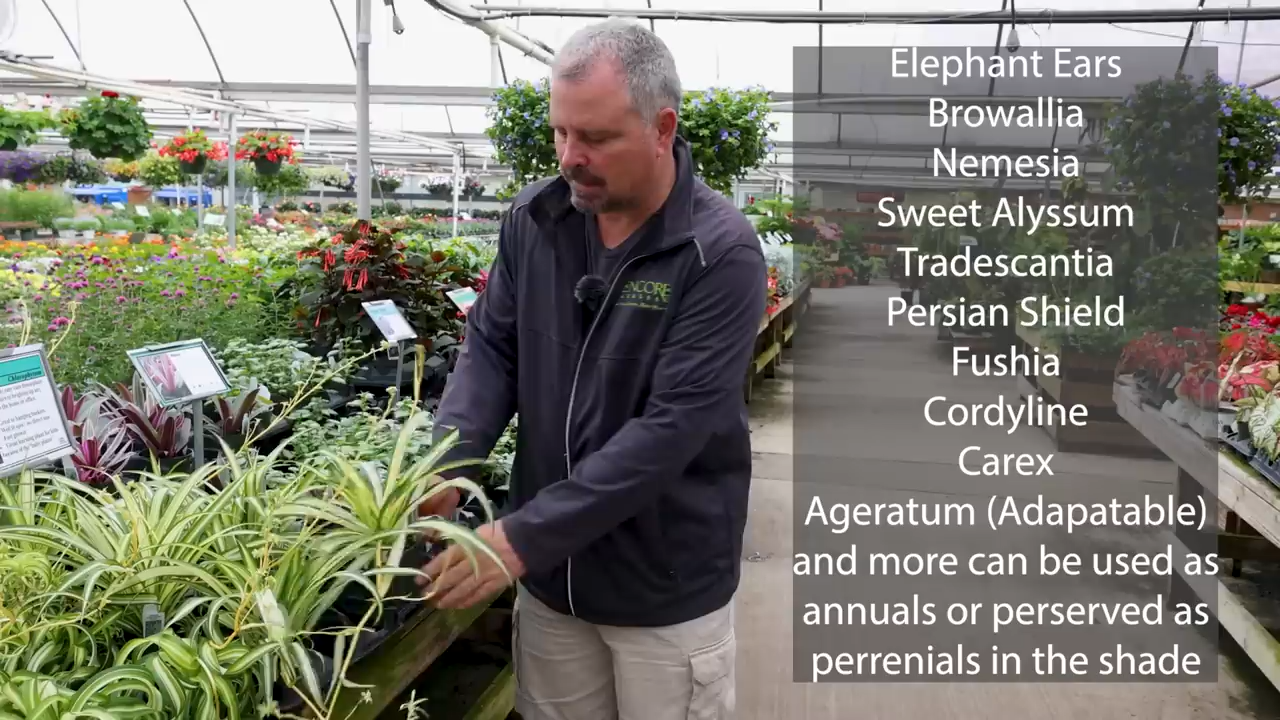 Elephant Ears
Browallia
Nemesia
Sweet Alyssum
Tradescantia
Persian Shield
Fushia
Cordyline
Carex
Ageratum (Adapatable)
and more can be used as
annuals or perserved as
perrenials in the shade
ENCORE
Chlorophytum